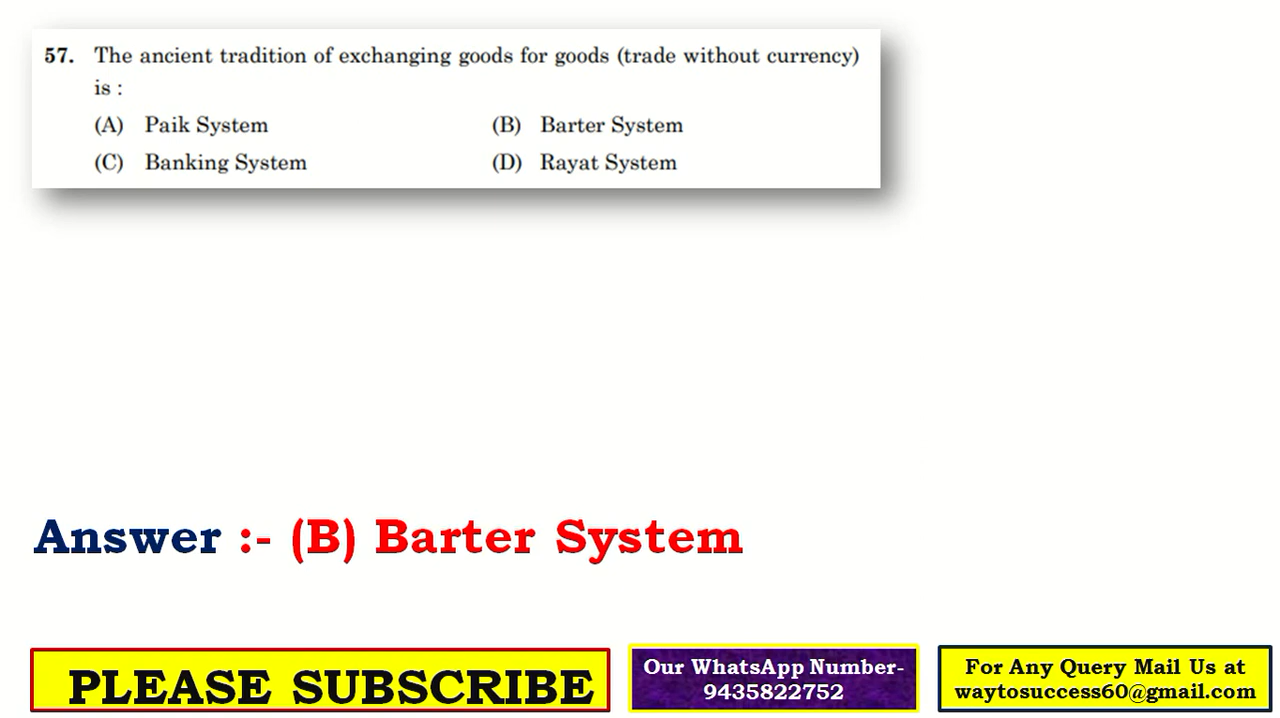 57. The ancient tradition of exchanging goods for goods (trade without currency)
is :
(A) Paik System (B) Barter System
(C) Banking System (D) Rayat System
Answer :- (B) Barter System
PLEASE SUBSCRIBE
Our WhatsApp Number-
9435822752
For Any Query Mail Us at
waytosuccess60@gmail.com